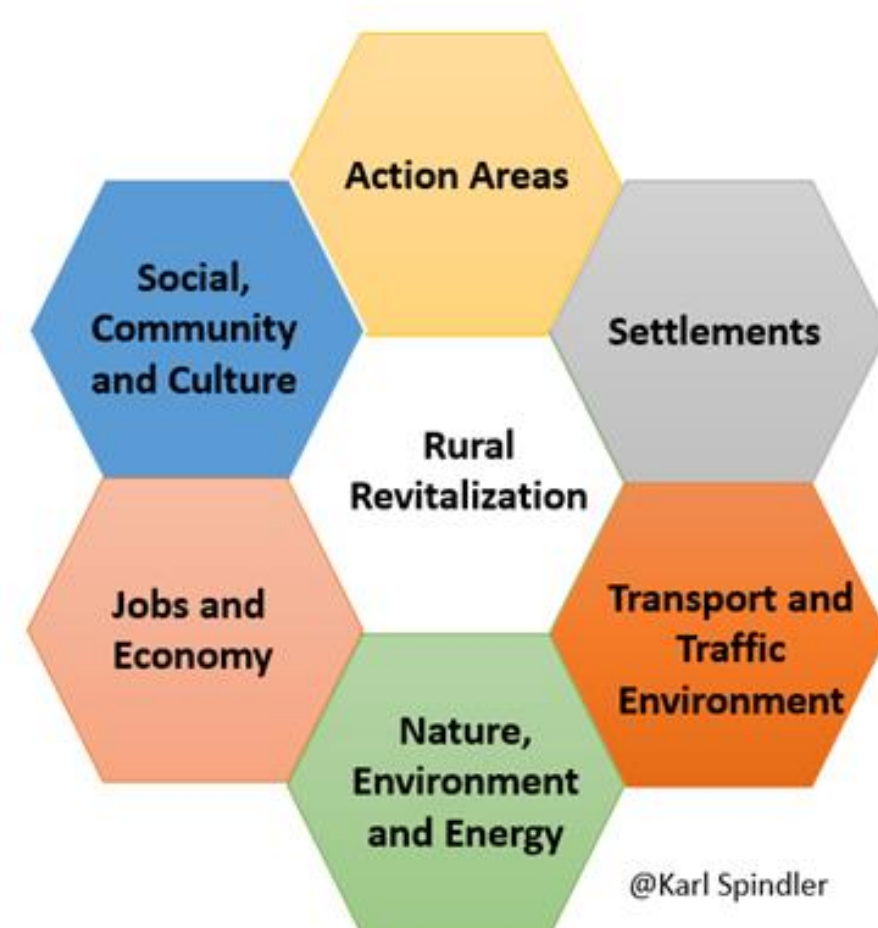 Action Areas
Social,
Community
and Culture
Settlements
Rural
Revitalization
Jobs and
Economy
Transport and
Traffic
Environment
Nature,
Environment
and Energy
@Karl Spindler